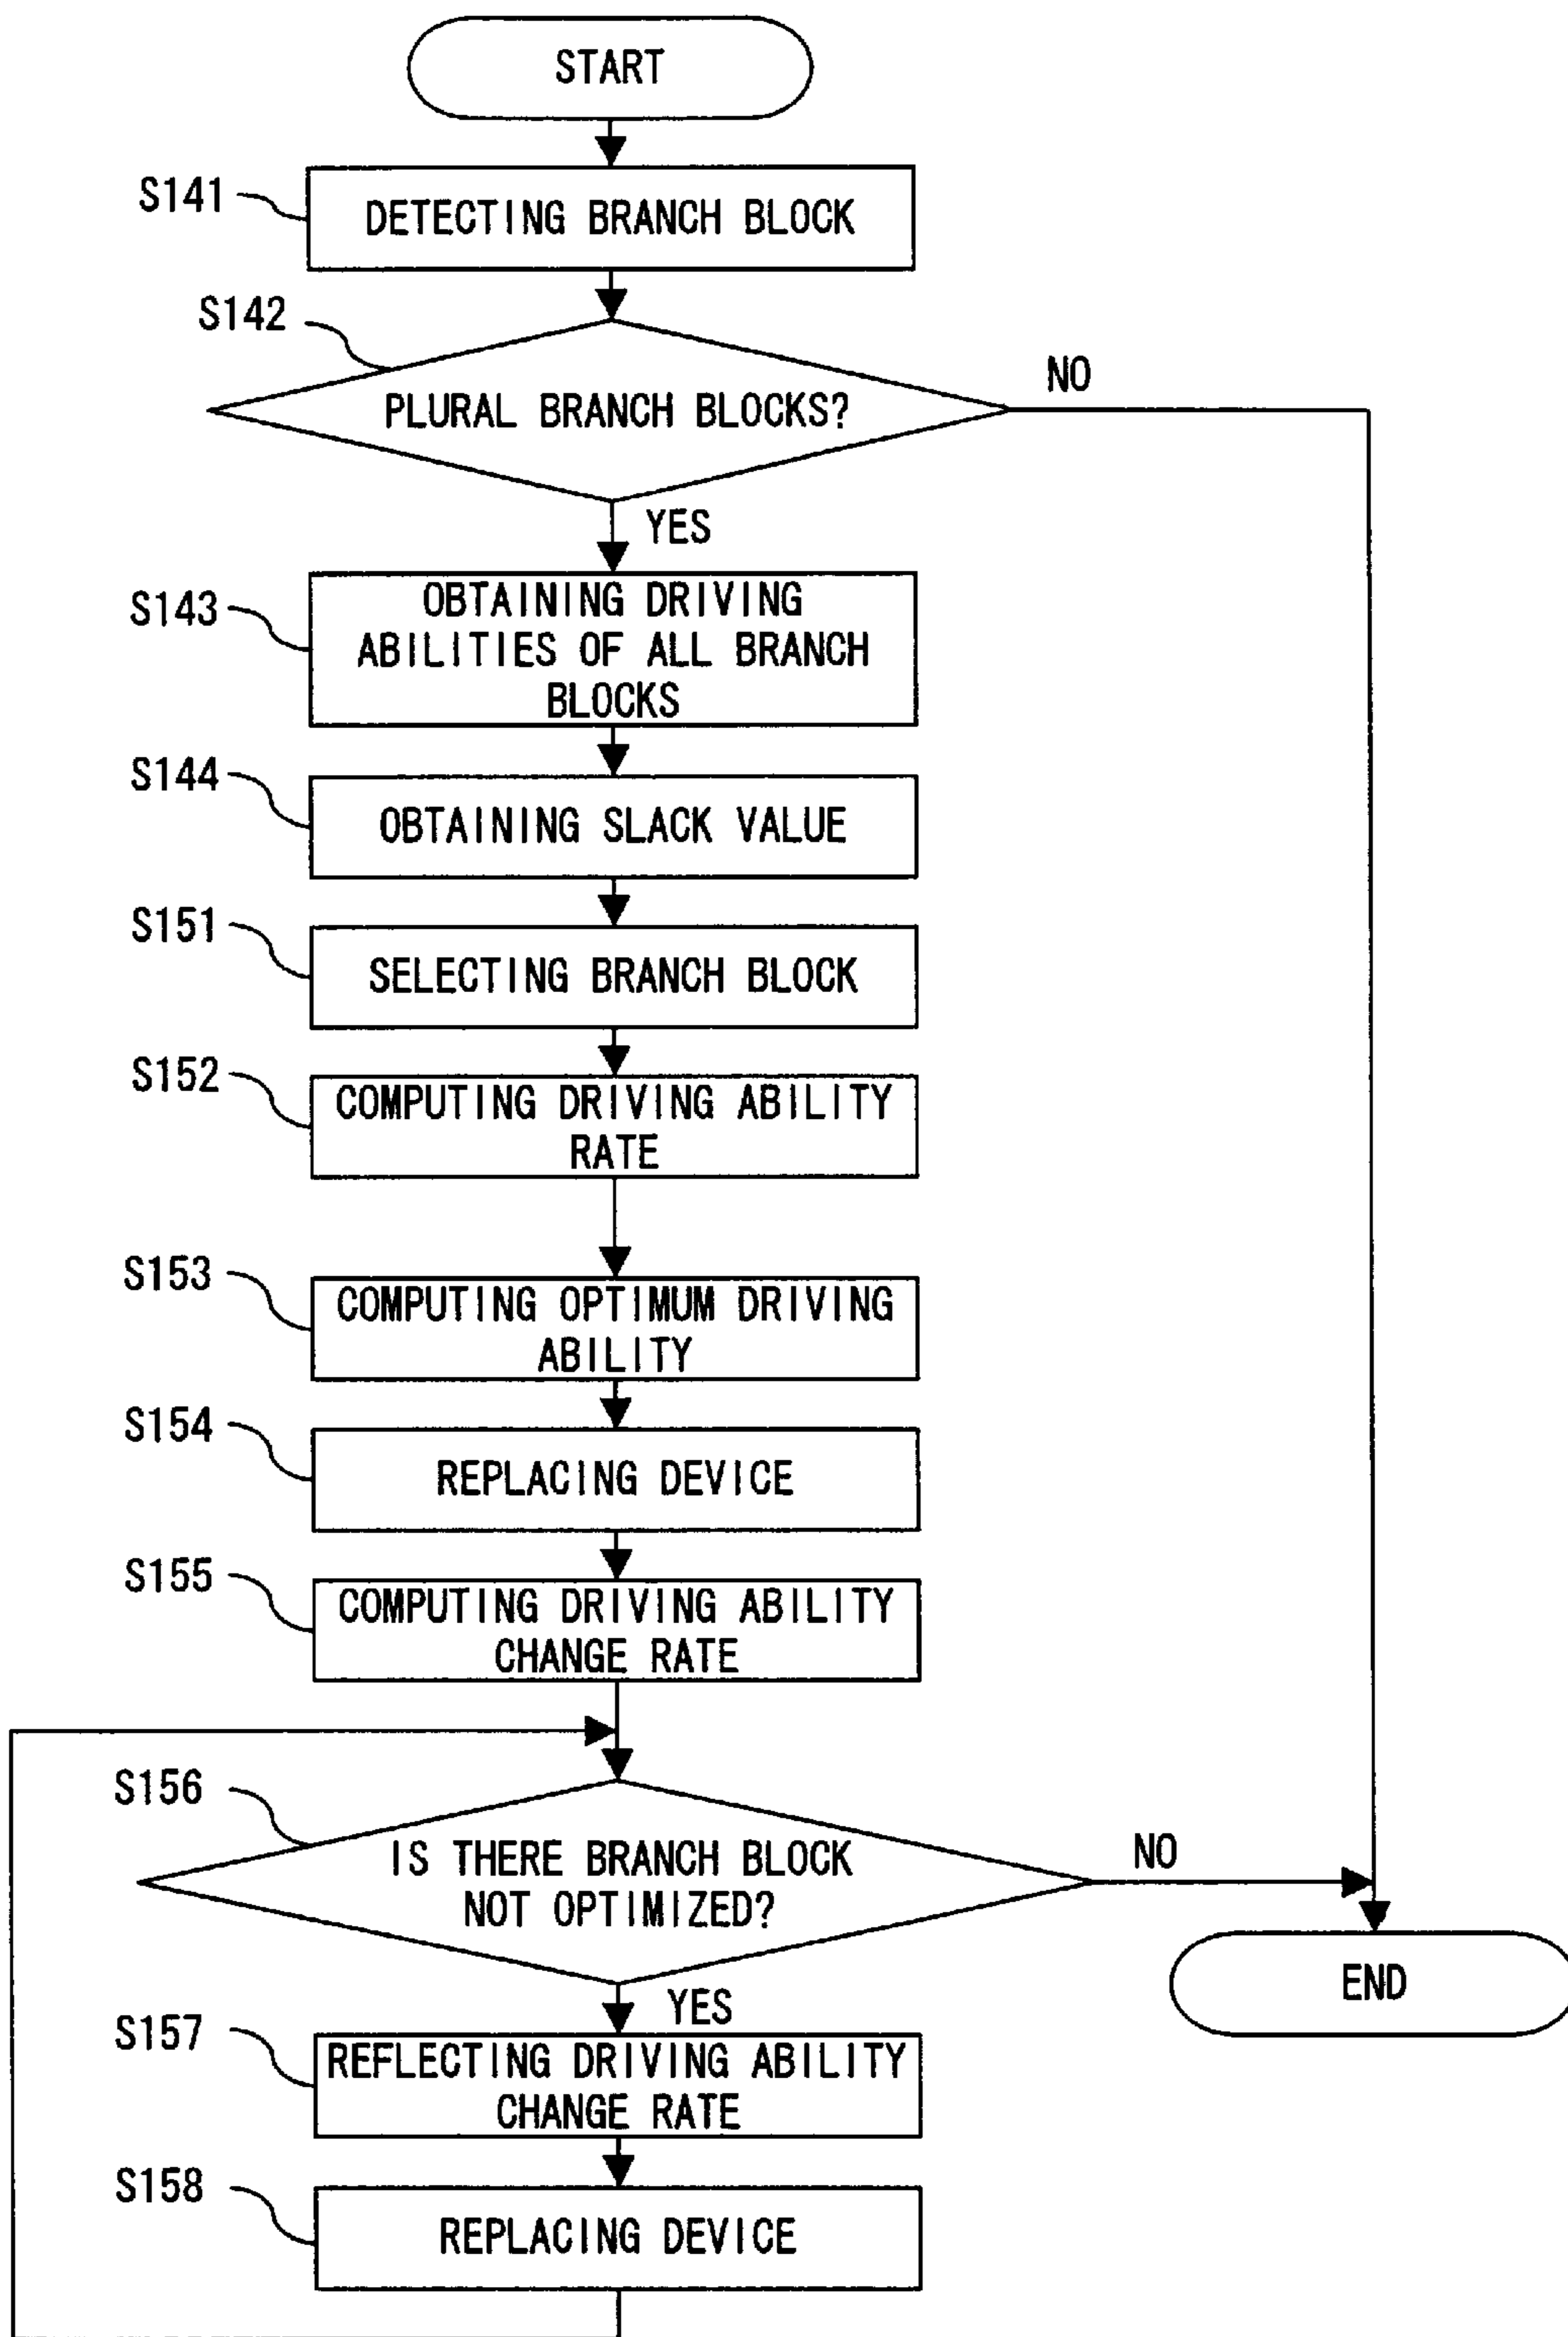 START
S141
DETECTING BRANCH BLOCK
S142
PLURAL BRANCH BLOCKS?
NO
YES
S143
OBTAINING DRIVING
ABILITIES OF ALL BRANCH
BLOCKS
S144
OBTAINING SLACK VALUE
S151
SELECTING BRANCH BLOCK
S152
COMPUTING DRIVING ABILITY
RATE
S153
COMPUTING OPTIMUM DRIVING
ABILITY
S154
REPLACING DEVICE
S155
COMPUTING DRIVING ABILITY
CHANGE RATE
S156
IS THERE BRANCH BLOCK
NOT OPTIMIZED?
NO
END
YES
S157
REFLECTING DRIVING ABILITY
CHANGE RATE
S158
REPLACING DEVICE